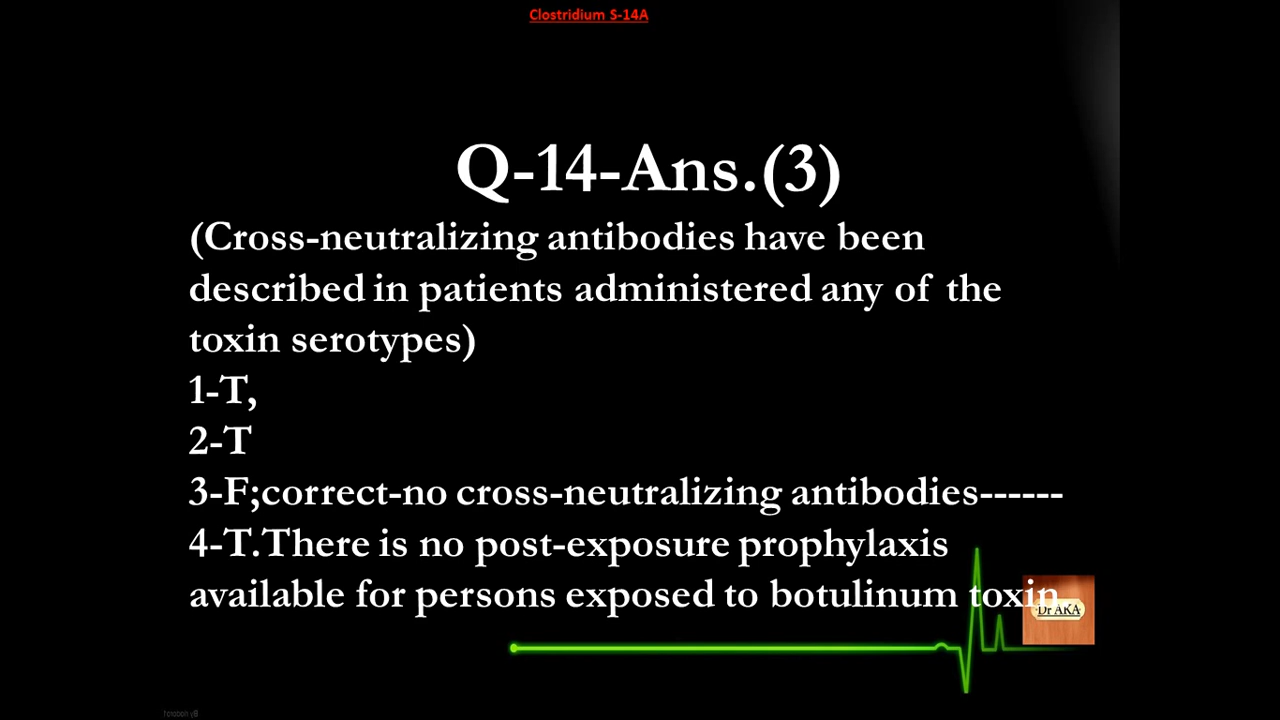 Clostridium S-14A
Q-14-Ans.(3)
(Cross-neutralizing antibodies have been
described in patients administered any of the
toxin serotypes)
1-T,
2-T
3-F;correct-no cross-neutralizing antibodies------
4-T.There is no post-exposure prophylaxis
available for persons exposed to botulinum toxin
Dr AKA